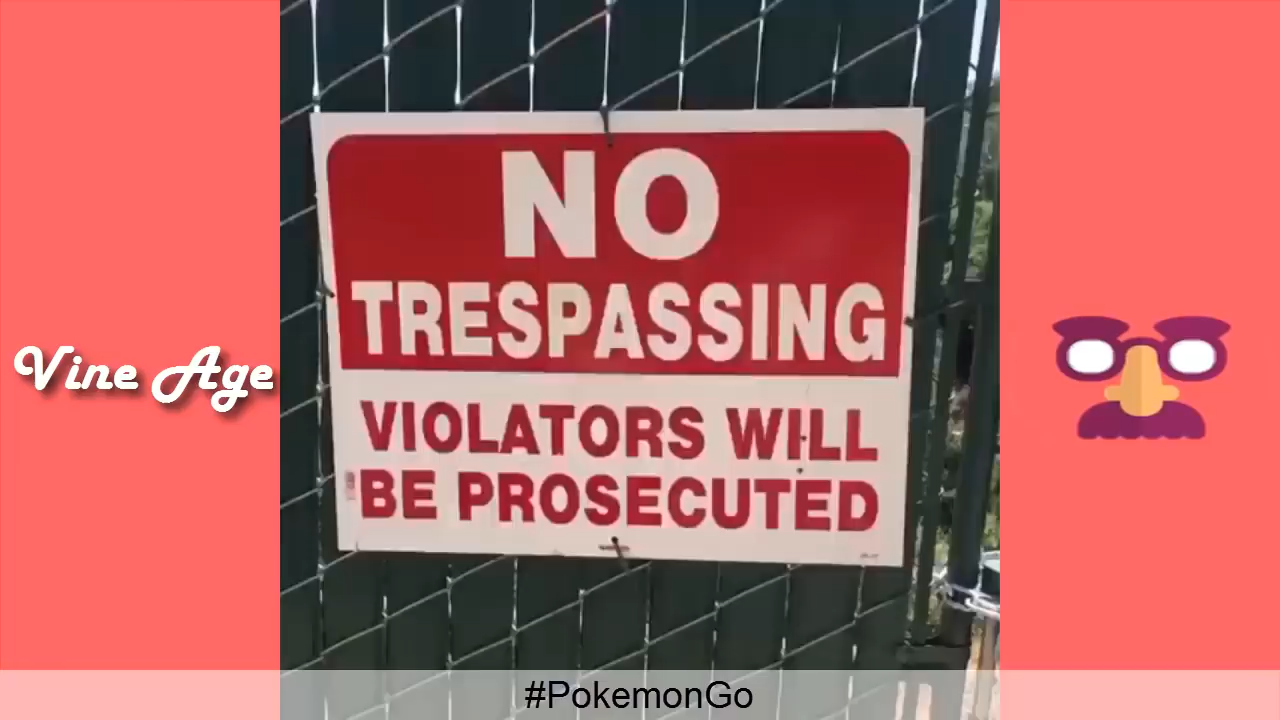 NO
TRESPASSING
VIOLATORS WILL
BE PROSECUTED
Vine Age
#PokemonGo